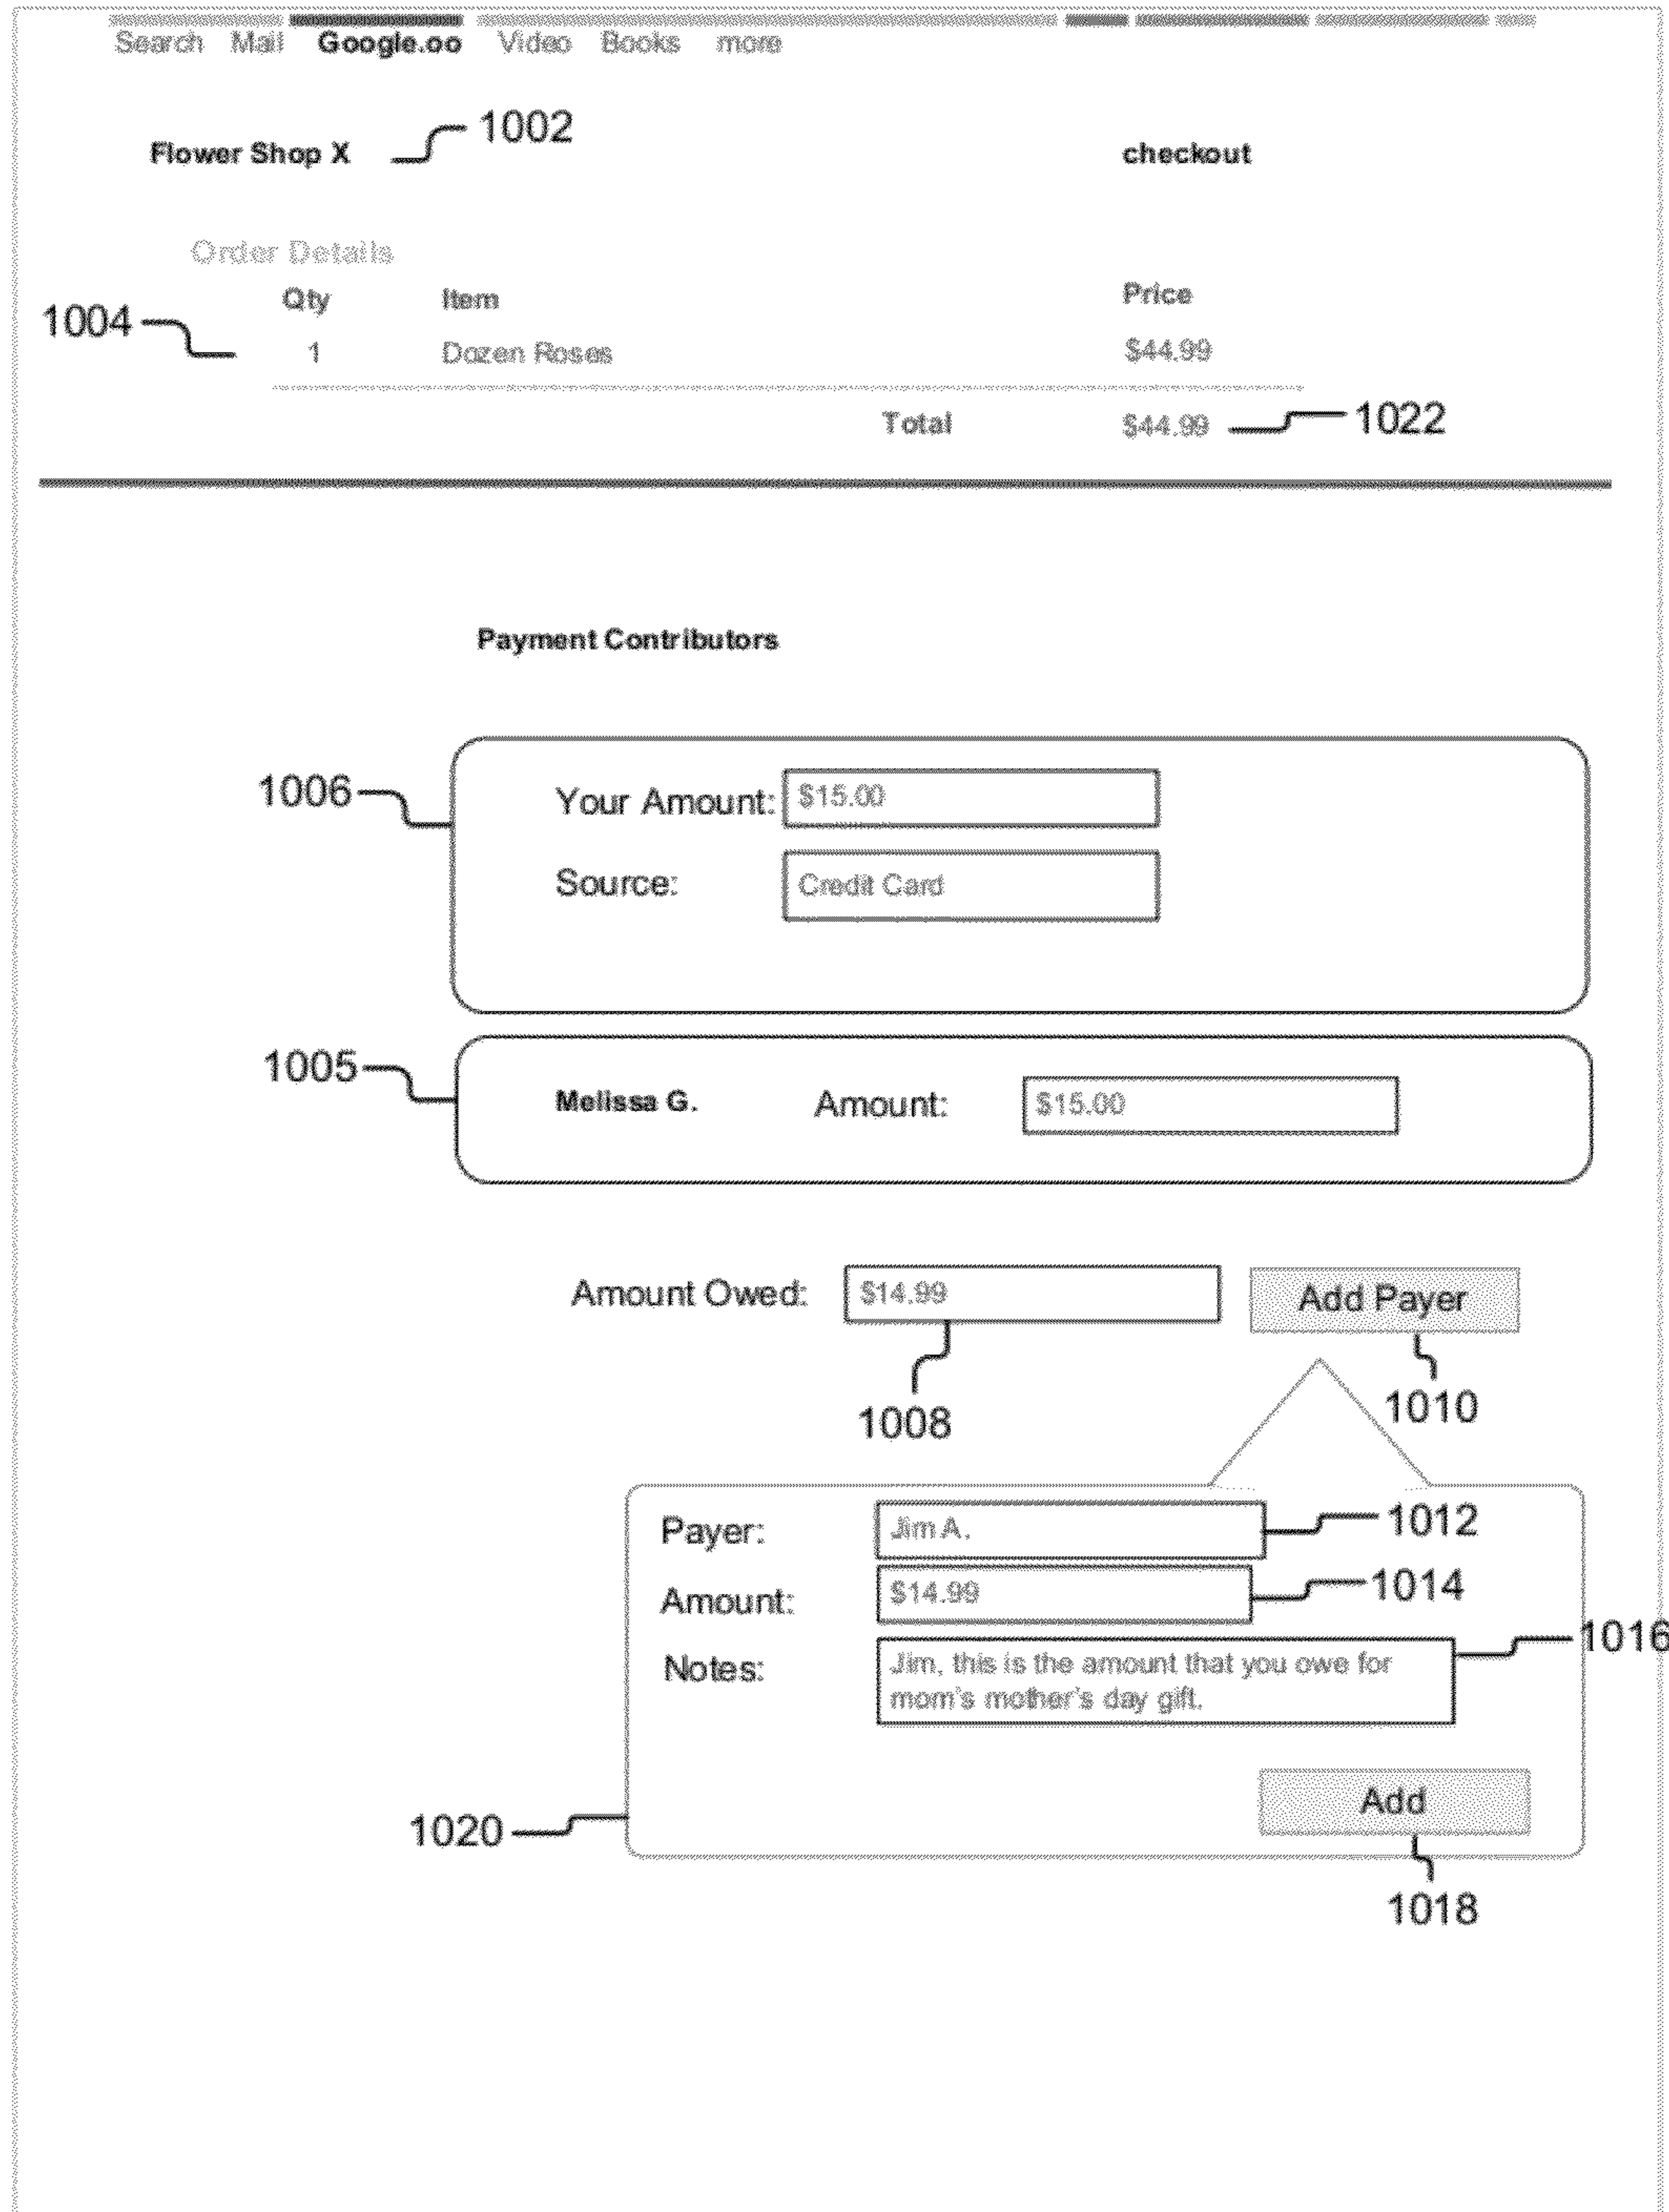 Search Mail Google.oo Video Books more
1002
Flower Shop X checkout
Order Details
Qty Item Price
1004
1 Dozen Roses $44.99
Total $44.99 1022
Payment Contributors
1006
Your Amount: $15.00
Source: Credit Card
1005
Melissa G. Amount: $15.00
Amount Owed: $14.99 Add Payer
1008 1010
Payer: Jim A. 1012
Amount: $14.99 1014
1016
Notes: Jim, this is the amount that you owe for
mom's mother's day gift.
Add
1020
1018